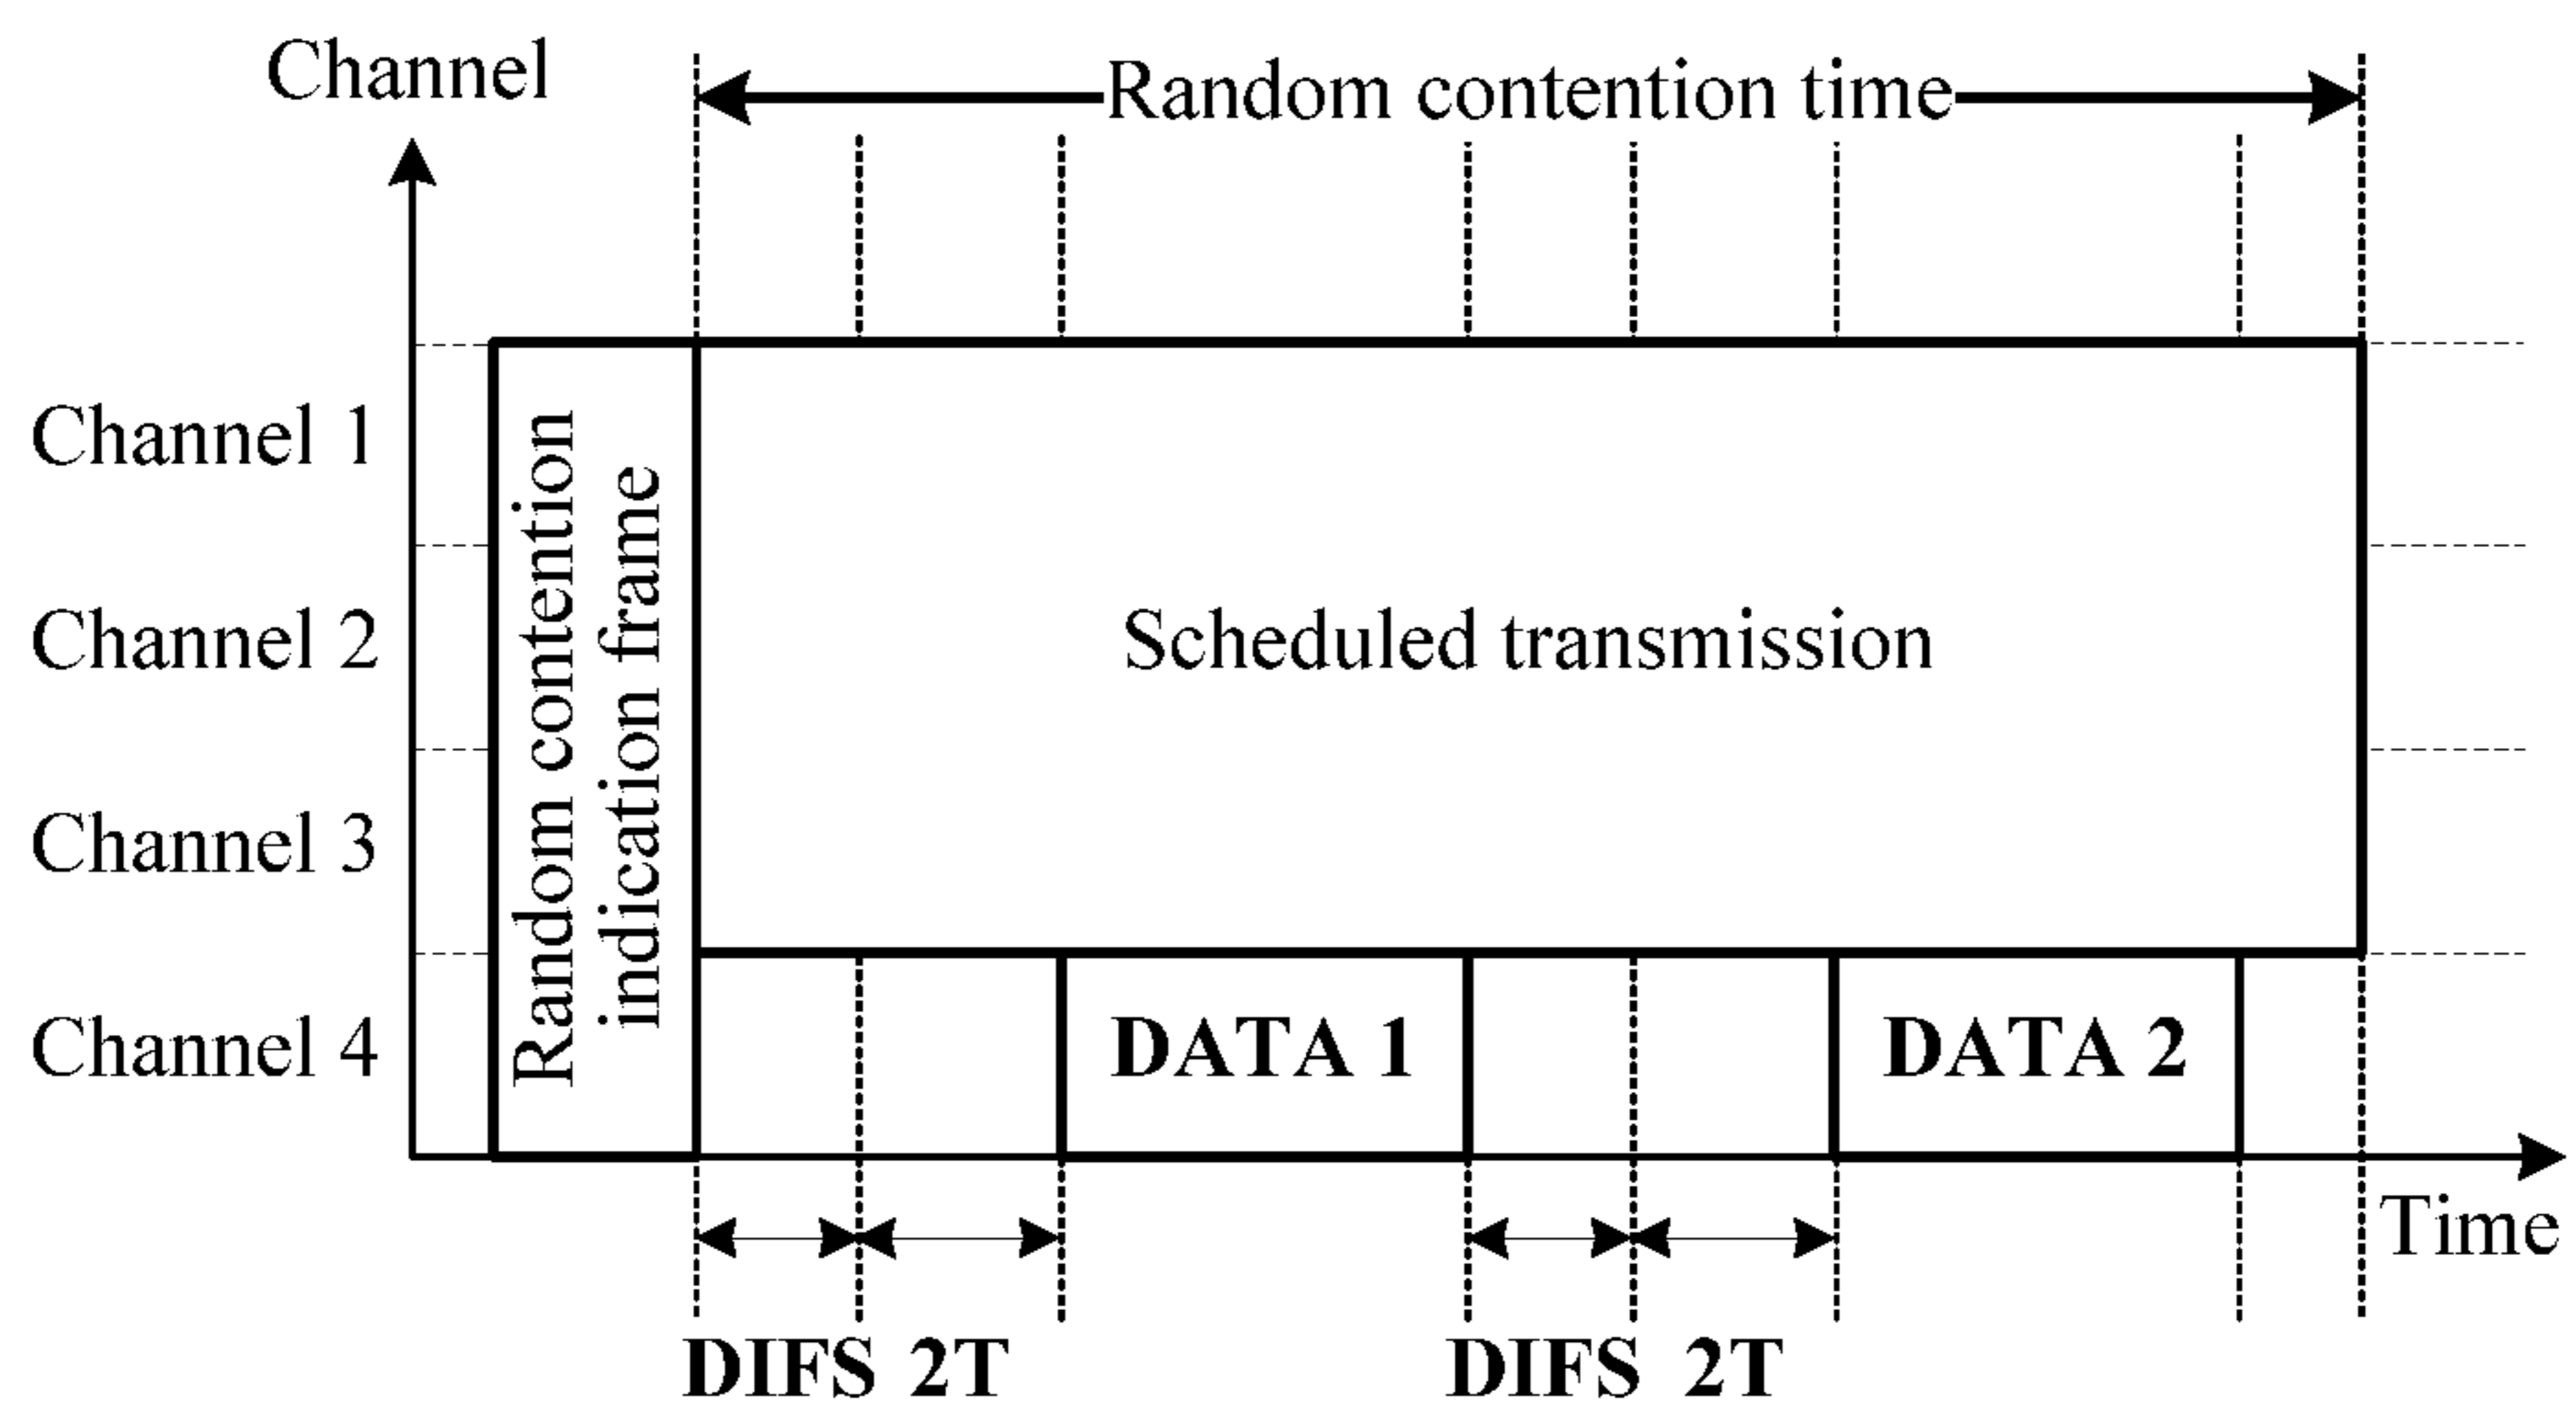 Channel
Random contention time
Channel 1
Channel 2
Channel 3
Channel 4
Random contention
indication frame
Scheduled transmission
DATA 1
DATA 2
Time
DIFS 2T
DIFS 2T